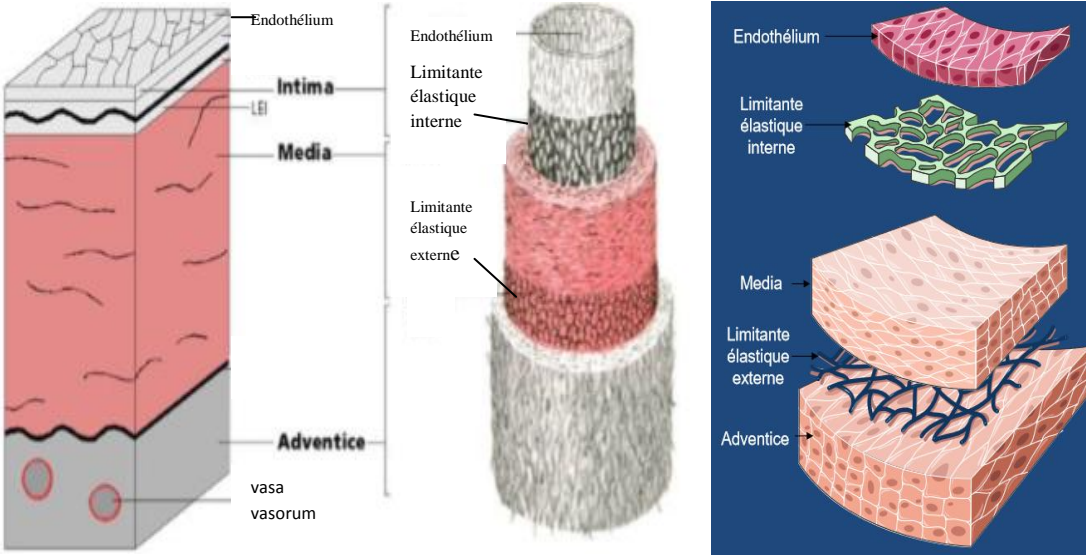 Endothélium
Intima
LEI
Media
Adventice
vasa
vasorum
Endothélium
Limitante
élastique
interne
Limitante
élastique
externe
Endothélium
Limitante
élastique
interne
Media
Limitante
élastique
externe
Adventice